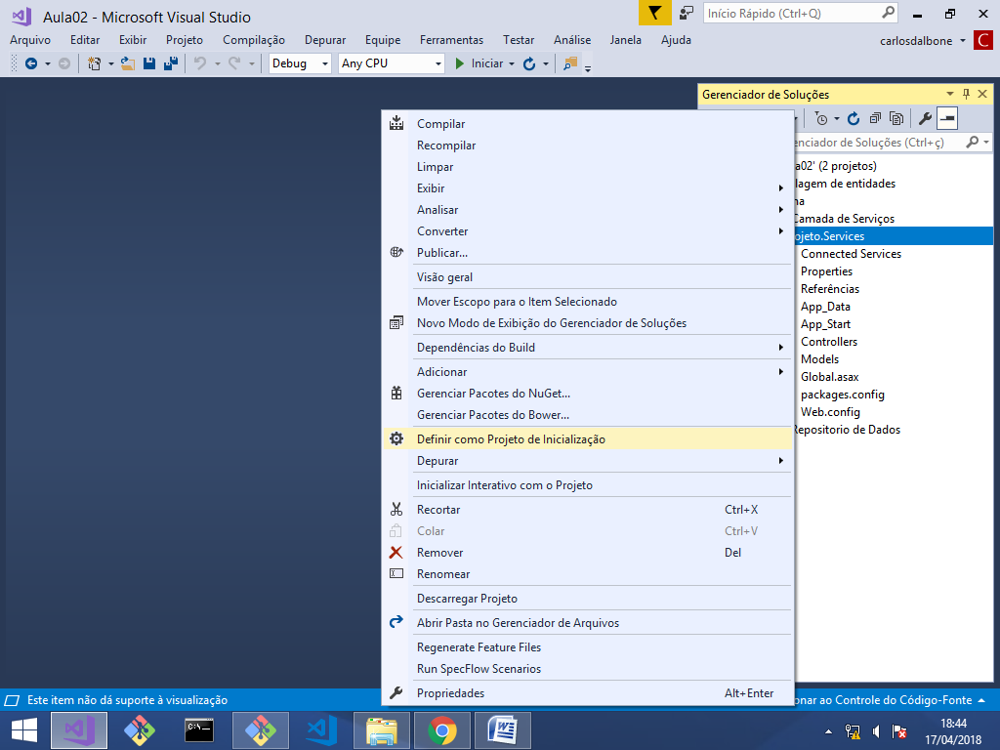 Aula02 - Microsoft Visual Studio
Início Rápido (Ctrl+Q)
Arquivo Editar Exibir Projeto Compilação Depurar Equipe Ferramentas Testar Análise Janela Ajuda
carlosdalbone
C
Debug Any CPU Iniciar
Gerenciador de Soluções
enciador de Soluções (Ctrl+ç)
a02' (2 projetos)
lagem de entidades
na
Camada de Serviços
ojeto.Services
Connected Services
Properties
Referências
App_Data
App_Start
Controllers
Models
Global.asax
packages.config
Web.config
Repositorio de Dados
Compilar
Recompilar
Limpar
Exibir
Analisar
Converter
Publicar...
Visão geral
Mover Escopo para o Item Selecionado
Novo Modo de Exibição do Gerenciador de Soluções
Dependências do Build
Adicionar
Gerenciar Pacotes do NuGet...
Gerenciar Pacotes do Bower...
Definir como Projeto de Inicialização
Depurar
Inicializar Interativo com o Projeto
Recortar Ctrl+X
Colar Ctrl+V
Remover Del
Renomear
Descarregar Projeto
Abrir Pasta no Gerenciador de Arquivos
Regenerate Feature Files
Run SpecFlow Scenarios
Propriedades Alt+Enter
Este item não dá suporte à visualização
onar ao Controle do Código-Fonte
18:44
17/04/2018